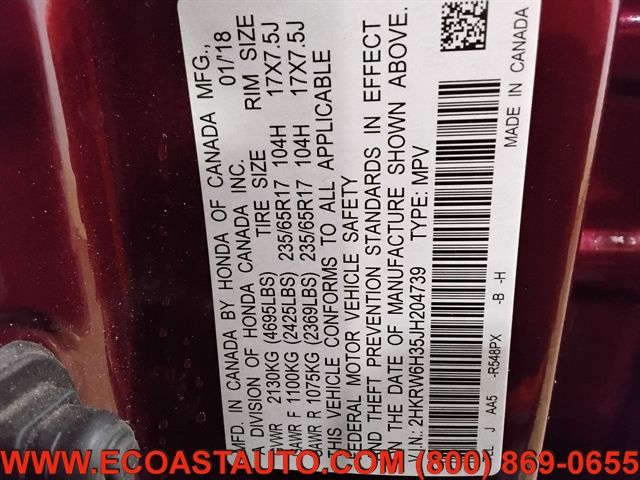 MFD. IN CANADA BY HONDA OF CANADA MFG.,
A DIVISION OF HONDA CANADA INC. 01/'18
GVWR 2130KG (4695LBS) TIRE SIZE RIM SIZE
GAWR F 1100KG (2425LBS) 235/65R17 104H 17X7.5J
GAWR R 1075KG (2369LBS) 235/65R17 104H 17X7.5J
THIS VEHICLE CONFORMS TO ALL APPLICABLE
FEDERAL MOTOR VEHICLE SAFETY
AND THEFT PREVENTION STANDARDS IN EFFECT
ON THE DATE OF MANUFACTURE SHOWN ABOVE.
V.I.N.: 2HKRW6H35JH204739 TYPE: MPV
J AA5 -R548PX -B -H MADE IN CANADA
WWW.ECOASTAUTO.COM (800) 869-0655